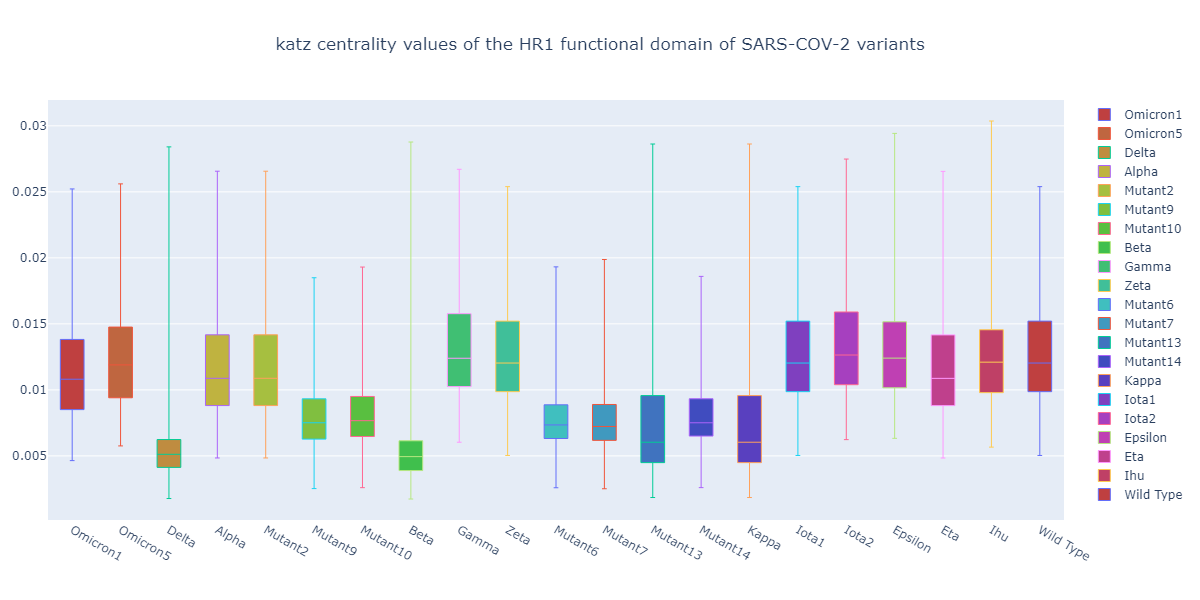 katz centrality values of the HR1 functional domain of SARS-COV-2 variants
0.03
0.025
0.02
0.015
0.01
0.005
Omicron1
Omicron5
Delta
Alpha
Mutant2
Mutant9
Mutant10
Beta
Gamma
Zeta
Mutant6
Mutant7
Mutant13
Mutant14
Kappa
Iota1
Iota2
Epsilon
Eta
Ihu
Wild Type
Omicron1
Omicron5
Delta
Alpha
Mutant2
Mutant9
Mutant10
Beta
Gamma
Zeta
Mutant6
Mutant7
Mutant13
Mutant14
Kappa
Iota1
Iota2
Epsilon
Eta
Ihu
Wild Type